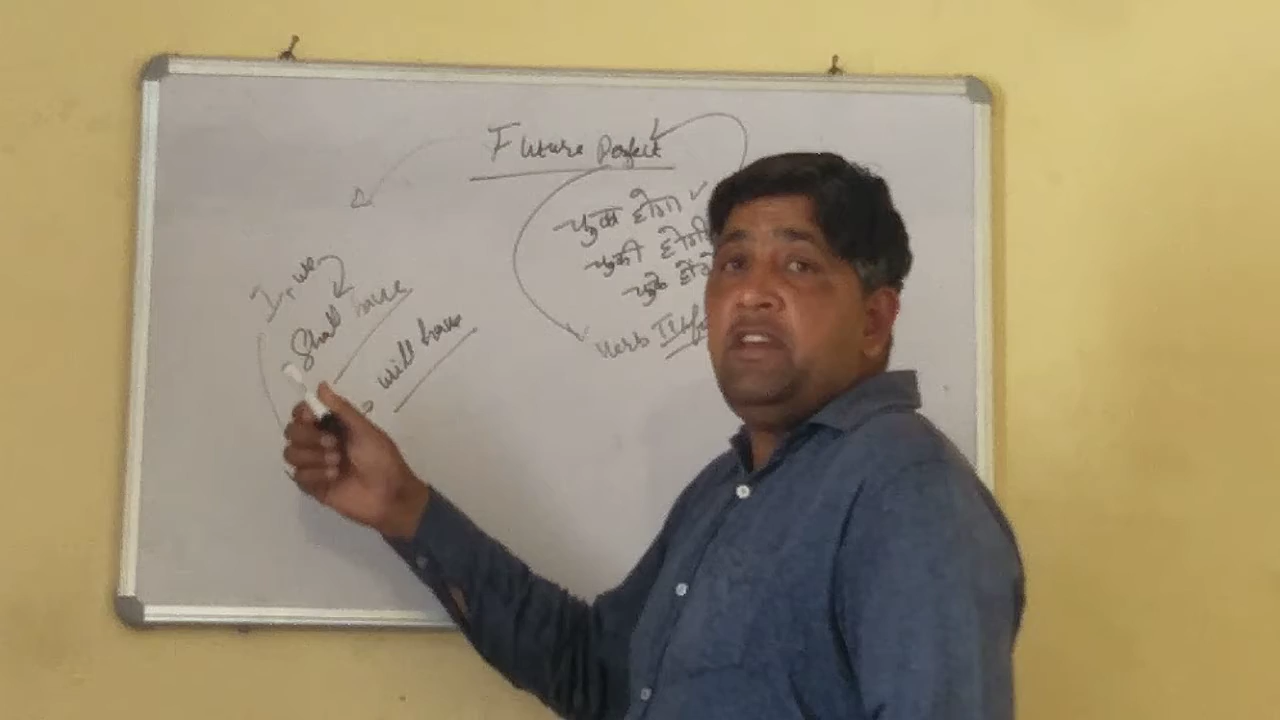 Future Perfect
चुका होगा ✓
चुकी होगी
चुके होंगे
Verb III
I, we
Shall have
will have